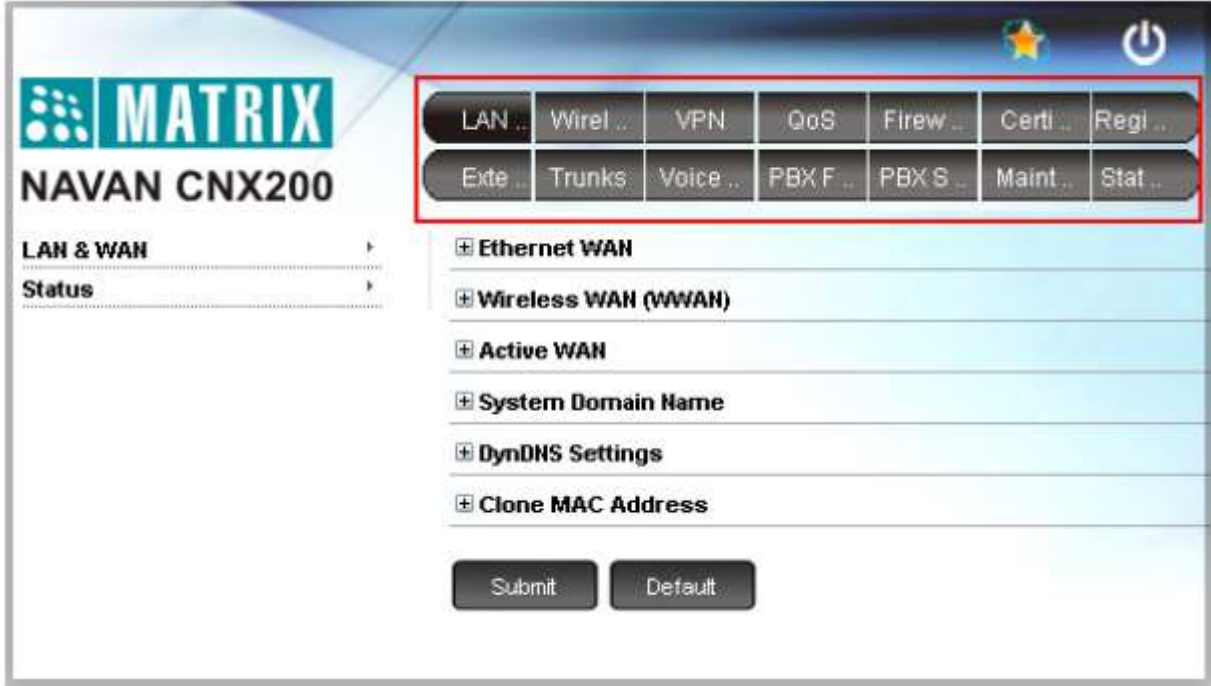 MATRIX
NAVAN CNX200
LAN .. Wirel .. VPN QoS Firew .. Certi .. Regi ..
Exte .. Trunks Voice .. PBX F .. PBX S .. Maint .. Stat ..
LAN & WAN
Status
Ethernet WAN
Wireless WAN (WWAN)
Active WAN
System Domain Name
DynDNS Settings
Clone MAC Address
Submit Default